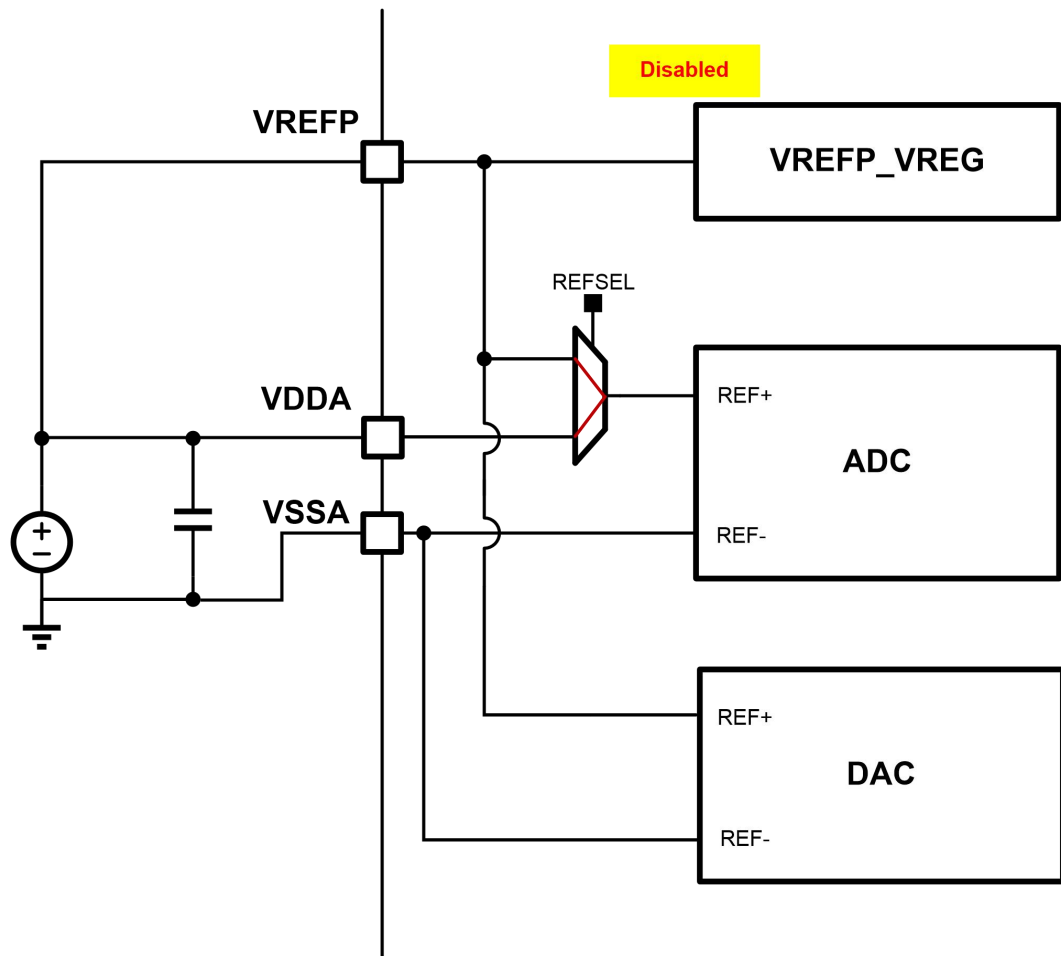 Disabled
VREFP
VREFP_VREG
REFSEL
VDDA
REF+
ADC
VSSA
REF-
REF+
DAC
REF-